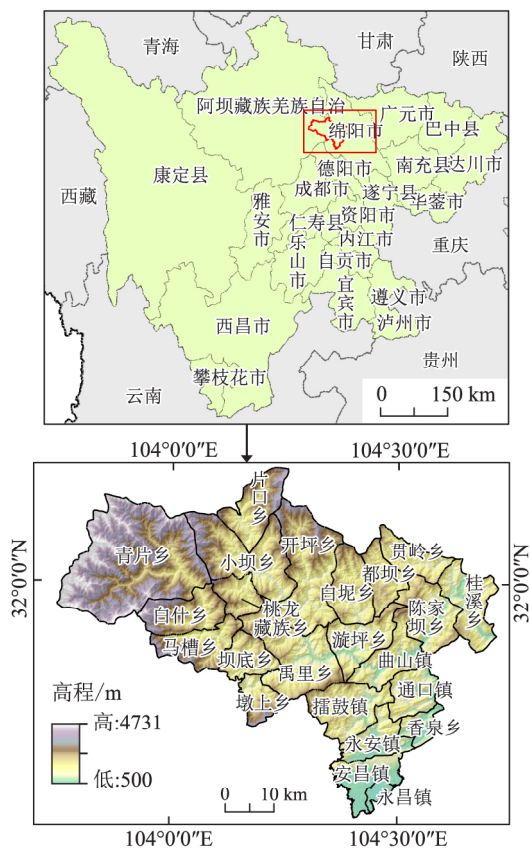 青海
甘肃
陕西
阿坝藏族羌族自治
广元市
绵阳市
巴中县
德阳市
南充县
达川市
康定县
西藏
成都市
遂宁县
华蓥市
雅安市
仁寿县
资阳市
内江市
乐山市
自贡市
重庆
宜宾市
遵义市
泸州市
西昌市
攀枝花市
贵州
云南
0 150 km
104°0′0″E
104°30′0″E
32°0′0″N
32°0′0″N
片口乡
青片乡
小坝乡
开坪乡
贯岭乡
都坝乡
桂溪乡
白坭乡
白什乡
桃龙
藏族乡
陈家
坝乡
马槽乡
坝底乡
漩坪乡
曲山镇
禹里乡
墩上乡
擂鼓镇
通口镇
香泉乡
永安镇
安昌镇
永昌镇
高程/m
高:4731
低:500
0 10 km
104°0′0″E
104°30′0″E